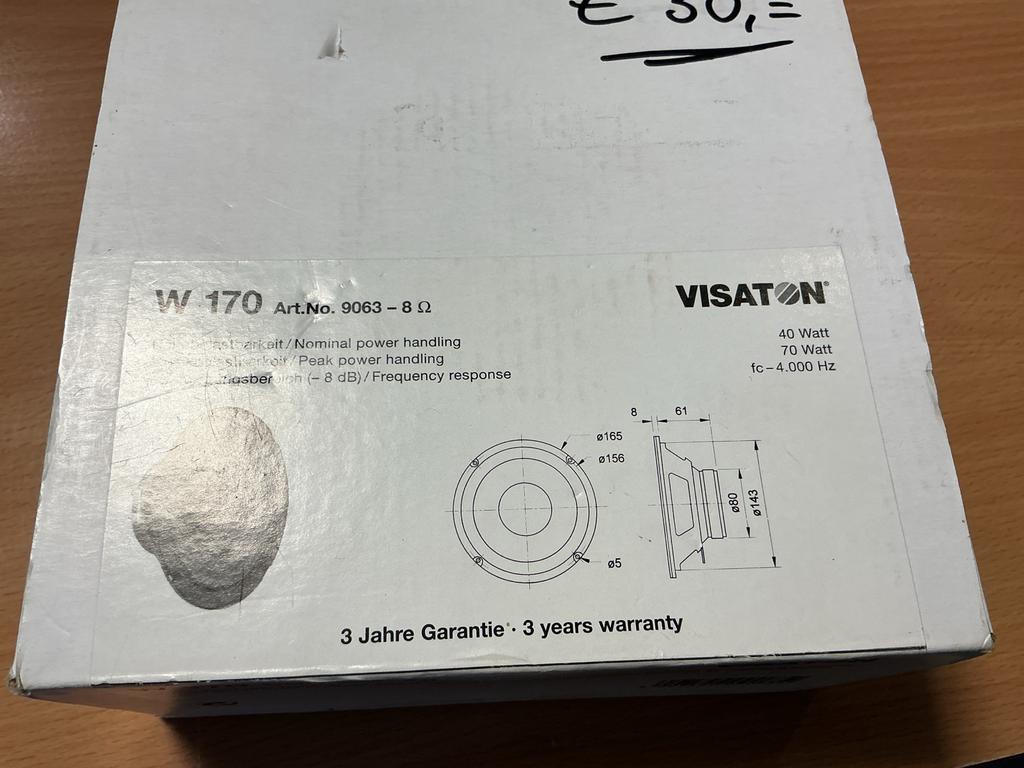 € 50,=
W 170 Art.No. 9063 – 8 Ω
VISATON®
/ Nominal power handling
40 Watt
/ Peak power handling
70 Watt
(– 8 dB) / Frequency response
fc – 4.000 Hz
8
61
ø165
ø156
ø80
ø143
ø5
3 Jahre Garantie · 3 years warranty